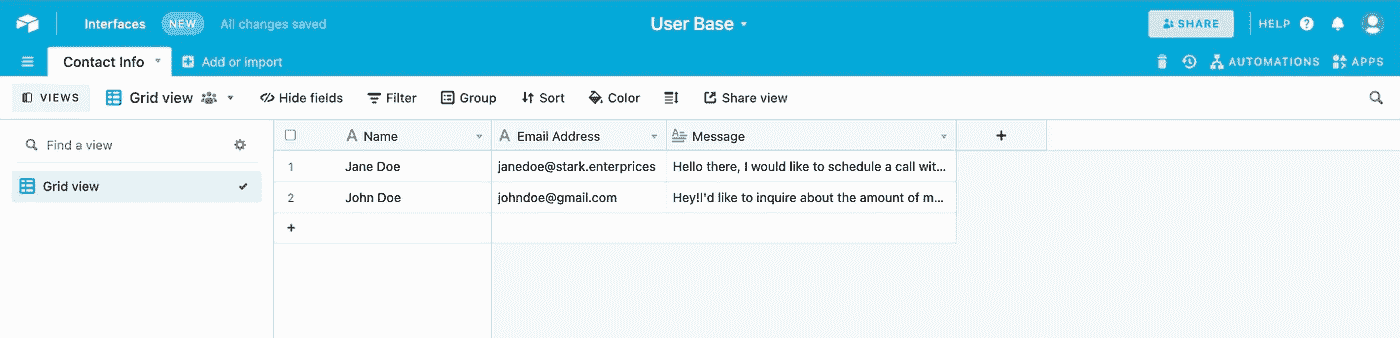 Interfaces NEW All changes saved User Base SHARE HELP ?
Contact Info Add or import AUTOMATIONS APPS
VIEWS Grid view Hide fields Filter Group Sort Color Share view
Find a view
Grid view
A Name A Email Address A Message +
1 Jane Doe janedoe@stark.enterprices Hello there, I would like to schedule a call wit...
2 John Doe johndoe@gmail.com Hey!I'd like to inquire about the amount of m...
+